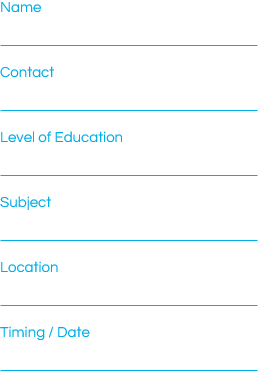 Name
Contact
Level of Education
Subject
Location
Timing / Date